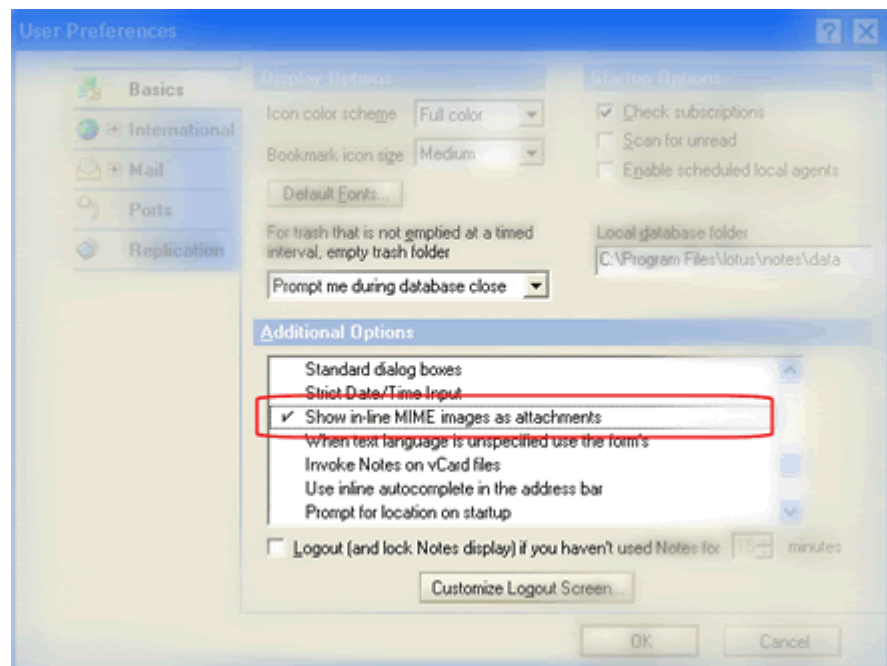 User Preferences
Basics
International
Mail
Ports
Replication
Display Options
Icon color scheme Full color
Bookmark icon size Medium
Default Fonts...
For trash that is not emptied at a timed
interval, empty trash folder
Prompt me during database close
Startup Options
Check subscriptions
Scan for unread
Enable scheduled local agents
Local database folder
C:\Program Files\lotus\notes\data
Additional Options
Standard dialog boxes
Strict Date/Time Input
Show in-line MIME images as attachments
When text language is unspecified use the form's
Invoke Notes on vCard files
Use inline autocomplete in the address bar
Prompt for location on startup
Logout (and lock Notes display) if you haven't used Notes for 15 minutes
Customize Logout Screen...
OK Cancel